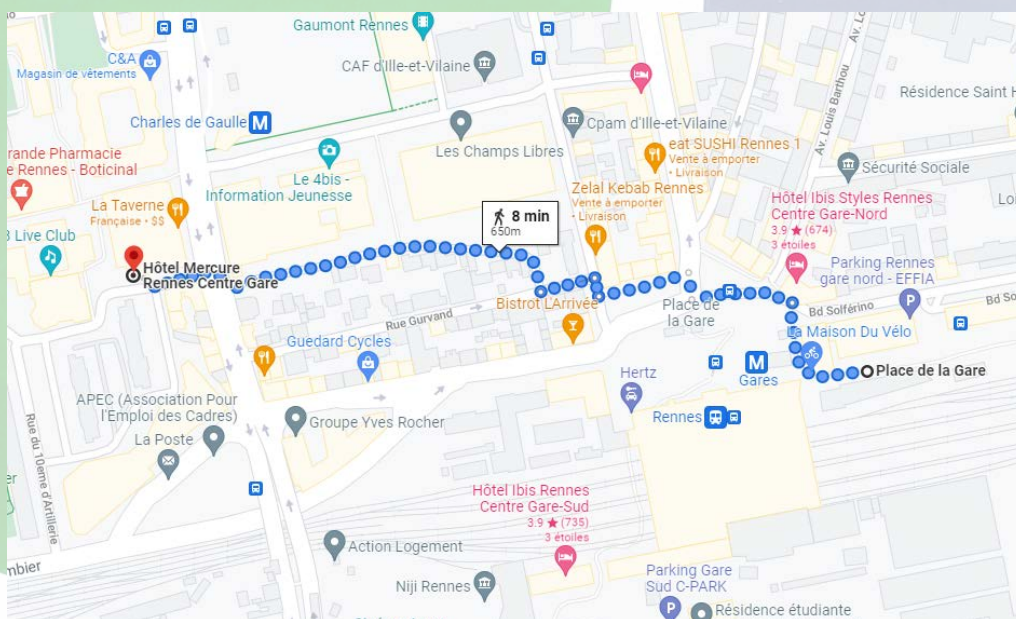 Gaumont Rennes
C&A
Magasin de vêtements
CAF d'Ille-et-Vilaine
Av. Louis Barthou
Résidence Saint H
Charles de Gaulle
M
Cpam d'Ille-et-Vilaine
Les Champs Libres
eat SUSHI Rennes 1
Vente à emporter
• Livraison
Sécurité Sociale
rande Pharmacie
e Rennes - Boticinal
Le 4bis -
Information Jeunesse
La Taverne
Française • $$
Zelal Kebab Rennes
Vente à emporter
• Livraison
Hôtel Ibis Styles Rennes
Centre Gare-Nord
3.9 ★ (674)
3 étoiles
8 min
650m
Live Club
Hôtel Mercure
Rennes Centre Gare
Parking Rennes
gare nord - EFFIA
P
Bistrot L'Arrivée
Place de
la Gare
Bd Solférino
Bd So
Rue Gurvand
Guedard Cycles
La Maison Du Vélo
M
Gares
Place de la Gare
Hertz
APEC (Association Pour
l'Emploi des Cadres)
Groupe Yves Rocher
Rennes
La Poste
Rue du 10eme d'Artillerie
Hôtel Ibis Rennes
Centre Gare-Sud
3.9 ★ (735)
3 étoiles
Action Logement
mbier
Niji Rennes
Parking Gare
Sud C-PARK
P
Résidence étudiante